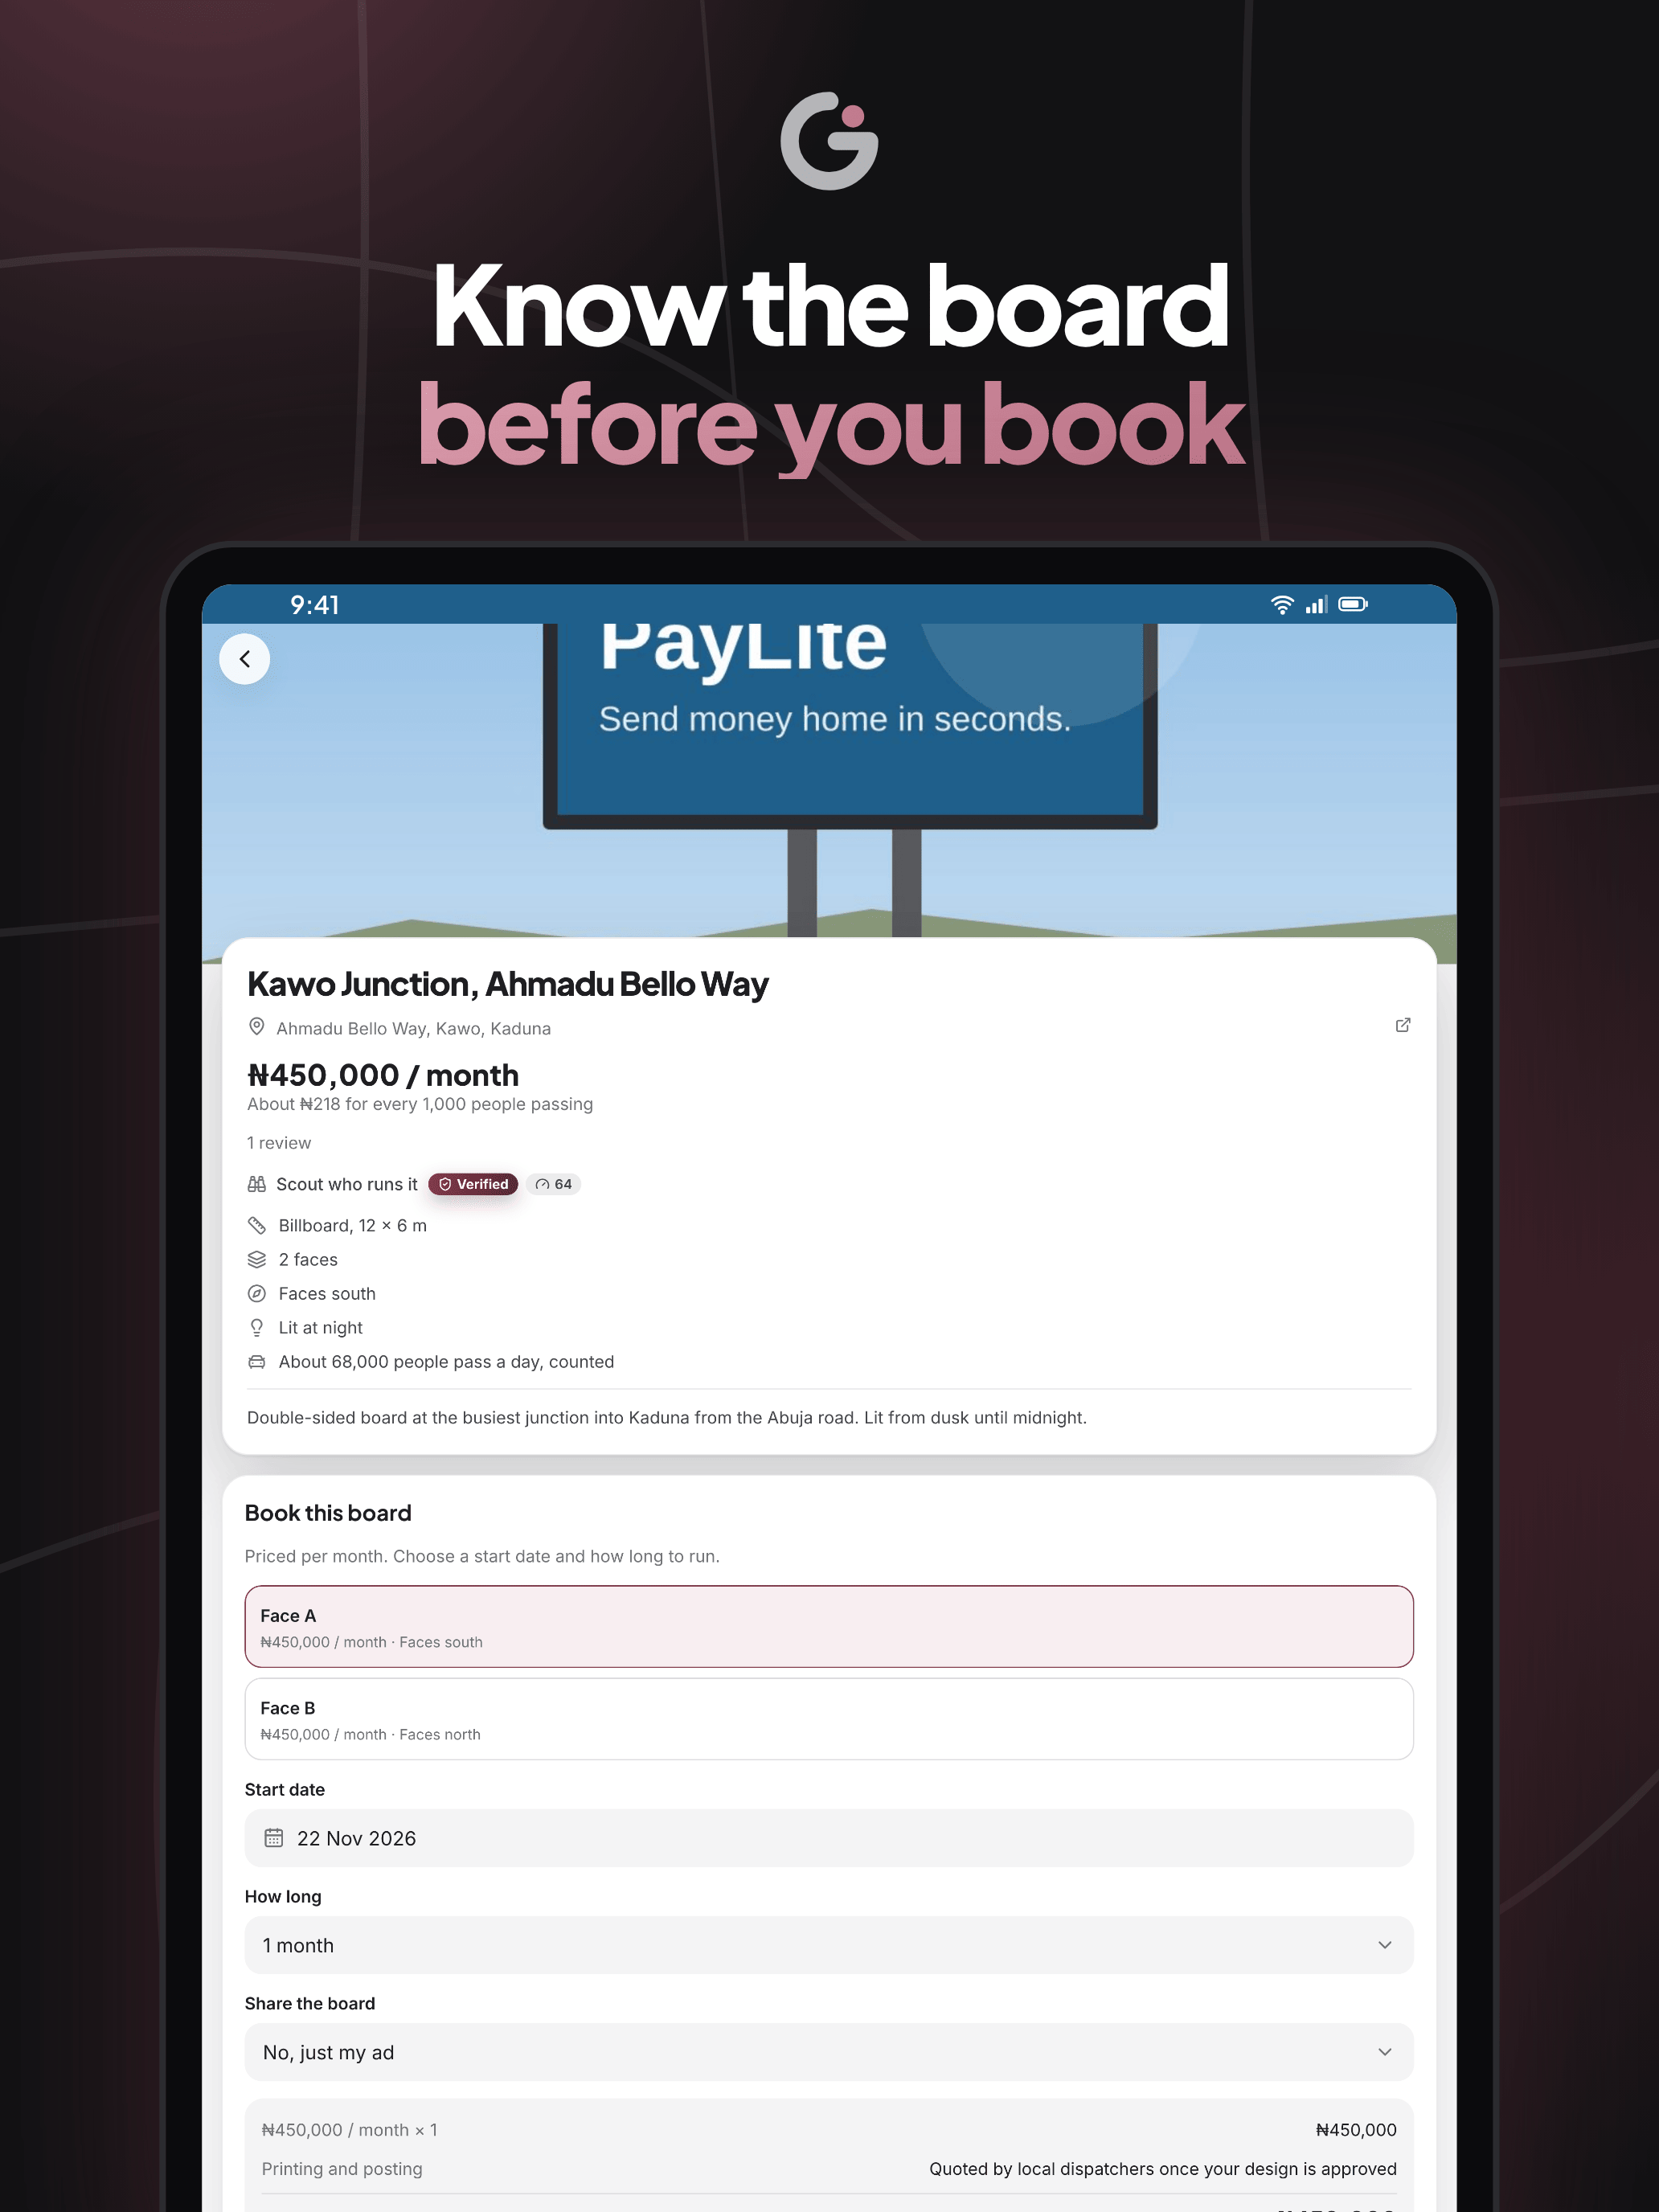 Know the board
before you book
9:41
PayLite
Send money home in seconds.
Kawo Junction, Ahmadu Bello Way
Ahmadu Bello Way, Kawo, Kaduna
₦450,000 / month
About ₦218 for every 1,000 people passing
1 review
Scout who runs it Verified 64
Billboard, 12 × 6 m
2 faces
Faces south
Lit at night
About 68,000 people pass a day, counted
Double-sided board at the busiest junction into Kaduna from the Abuja road. Lit from dusk until midnight.
Book this board
Priced per month. Choose a start date and how long to run.
Face A
₦450,000 / month · Faces south
Face B
₦450,000 / month · Faces north
Start date
22 Nov 2026
How long
1 month
Share the board
No, just my ad
₦450,000 / month × 1 ₦450,000
Printing and posting Quoted by local dispatchers once your design is approved